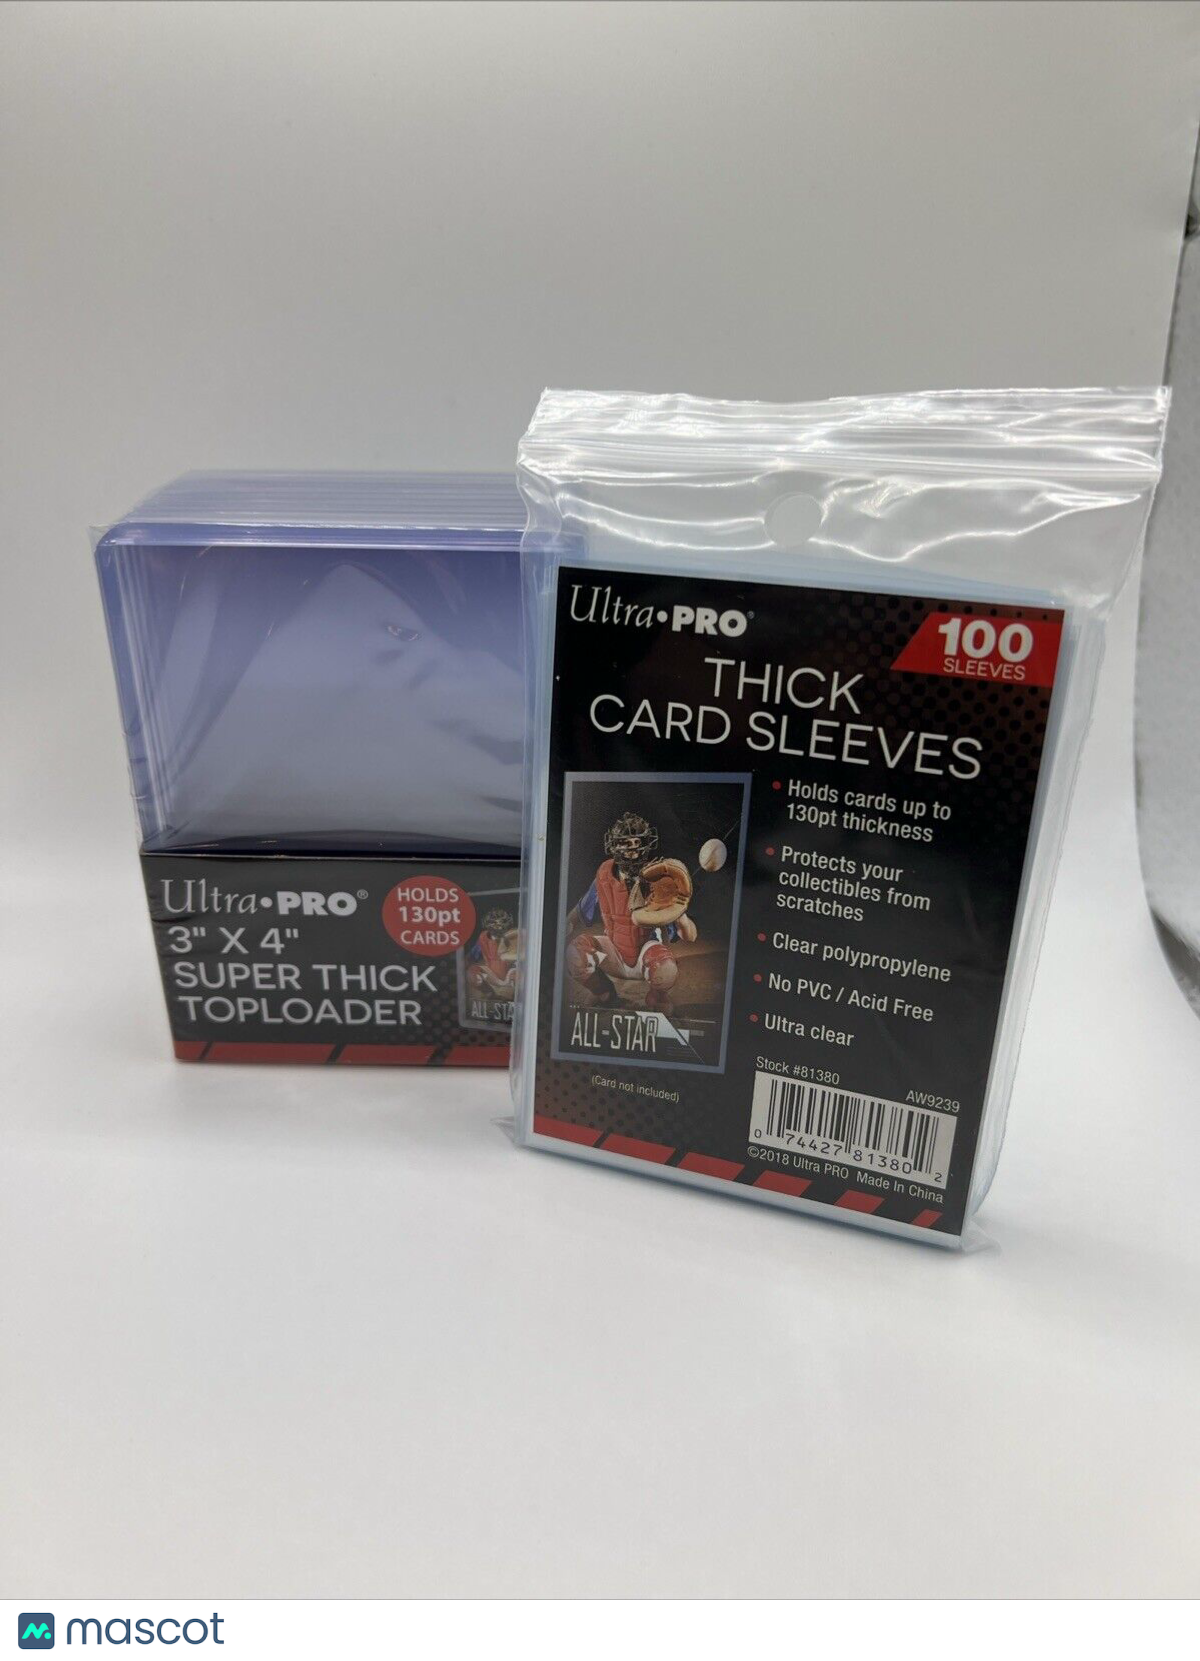 Ultra•PRO®
3" X 4"
SUPER THICK
TOPLOADER
HOLDS
130pt
CARDS
ALL-STA
Ultra•PRO®
100
SLEEVES
THICK
CARD SLEEVES
• Holds cards up to
130pt thickness
• Protects your
collectibles from
scratches
• Clear polypropylene
• No PVC / Acid Free
• Ultra clear
ALL-STAR
(Card not included)
Stock #81380
AW9239
0 74427 81380 2
©2018 Ultra PRO Made In China
mascot